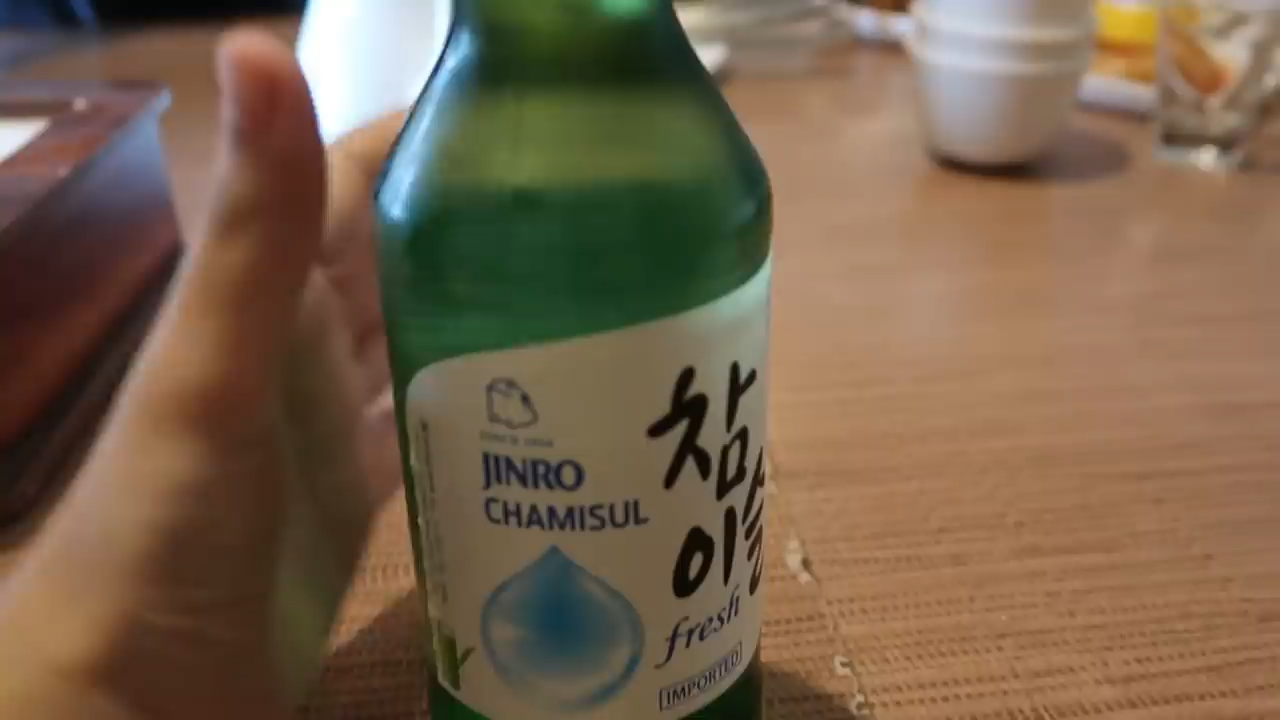 JINRO
CHAMISUL
참
이슬
fresh
IMPORTED